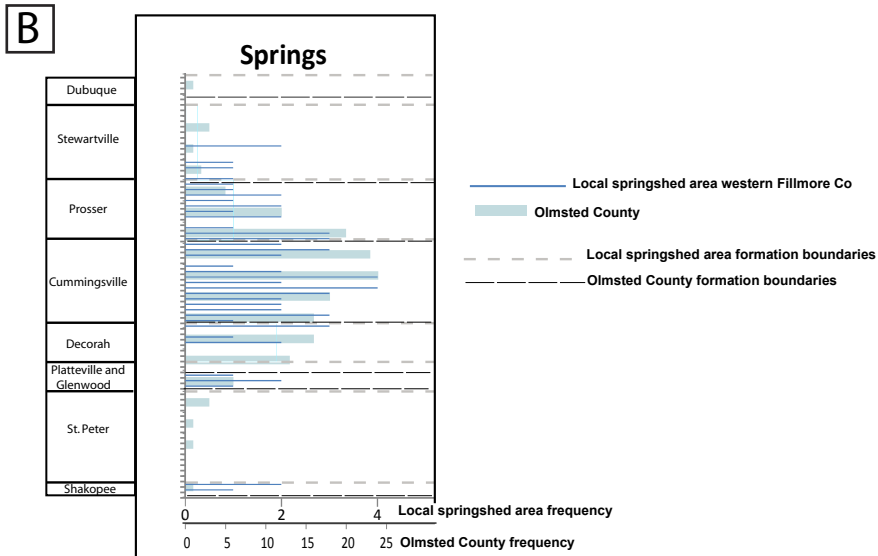 B
Springs
Dubuque
Stewartville
Prosser
Cummingsville
Decorah
Platteville and
Glenwood
St. Peter
Shakopee
Local springshed area western Fillmore Co
Olmsted County
Local springshed area formation boundaries
Olmsted County formation boundaries
0 2 4 Local springshed area frequency
0 5 10 15 20 25 Olmsted County frequency